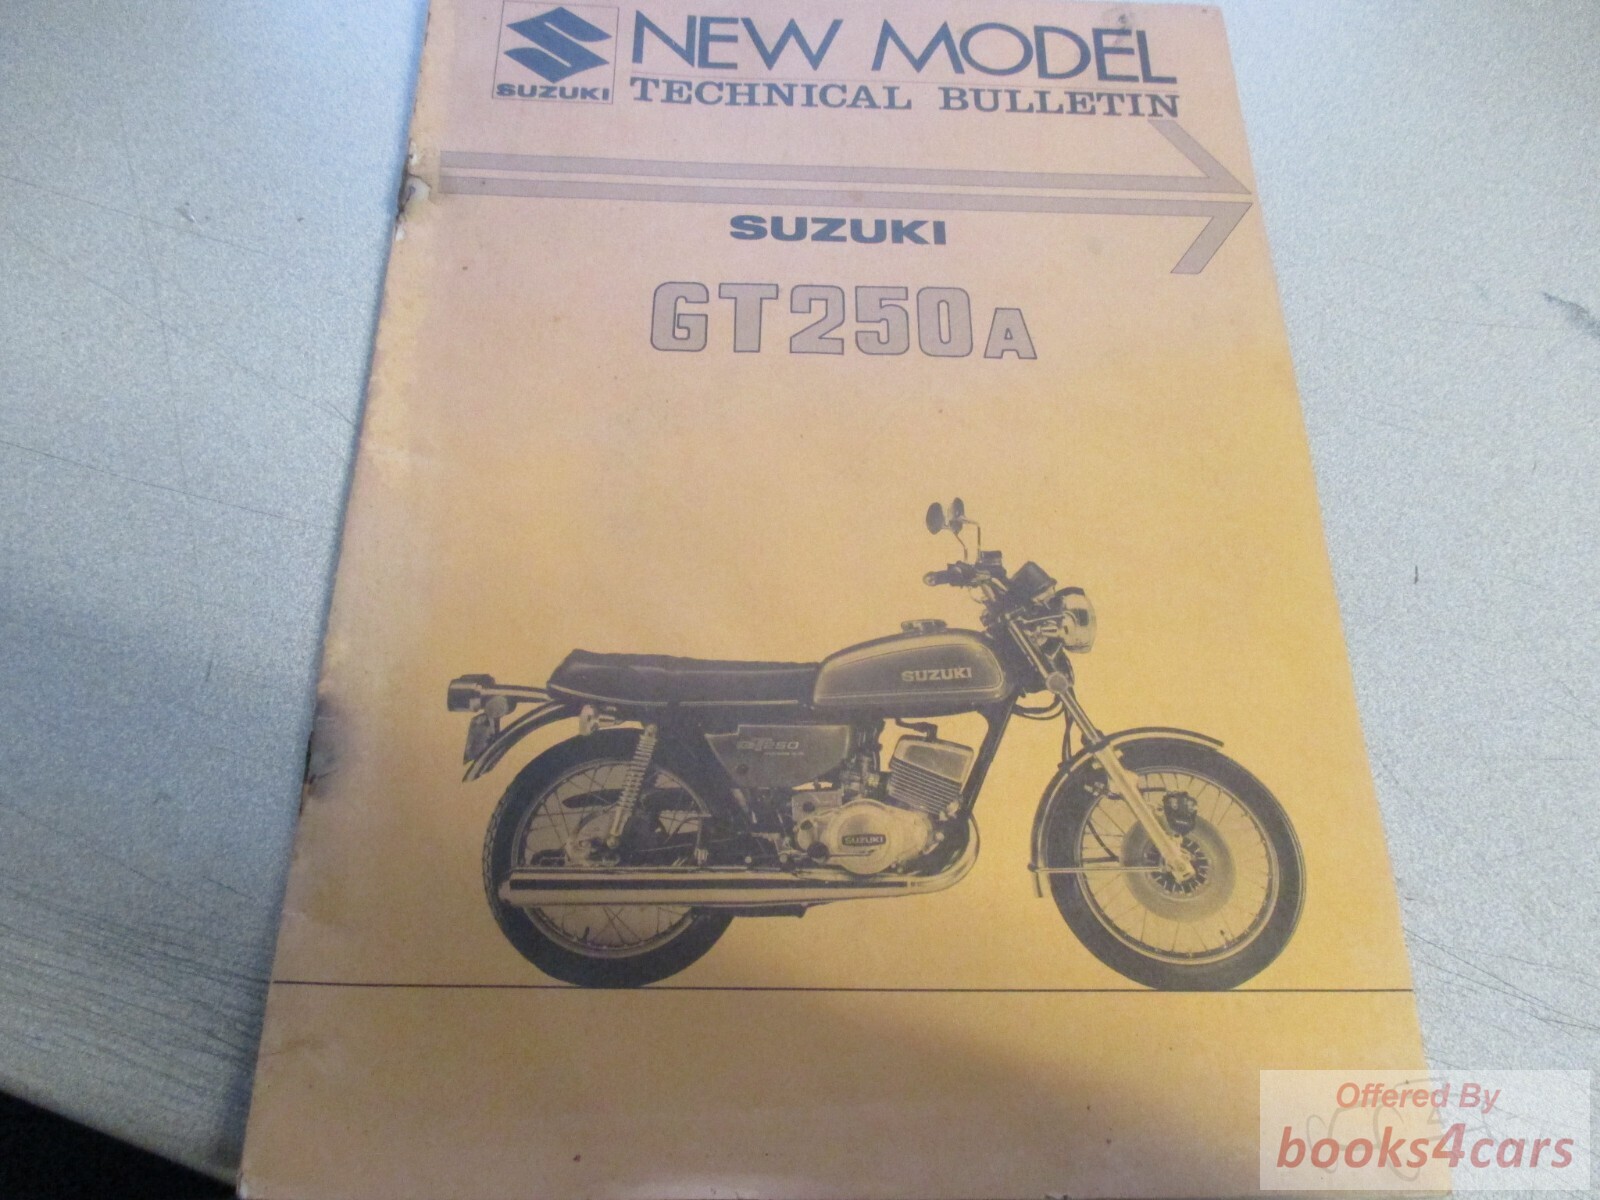 NEW MODEL
SUZUKI
TECHNICAL BULLETIN
SUZUKI
GT250A
SUZUKI
SUZUKI
Offered By
books4cars